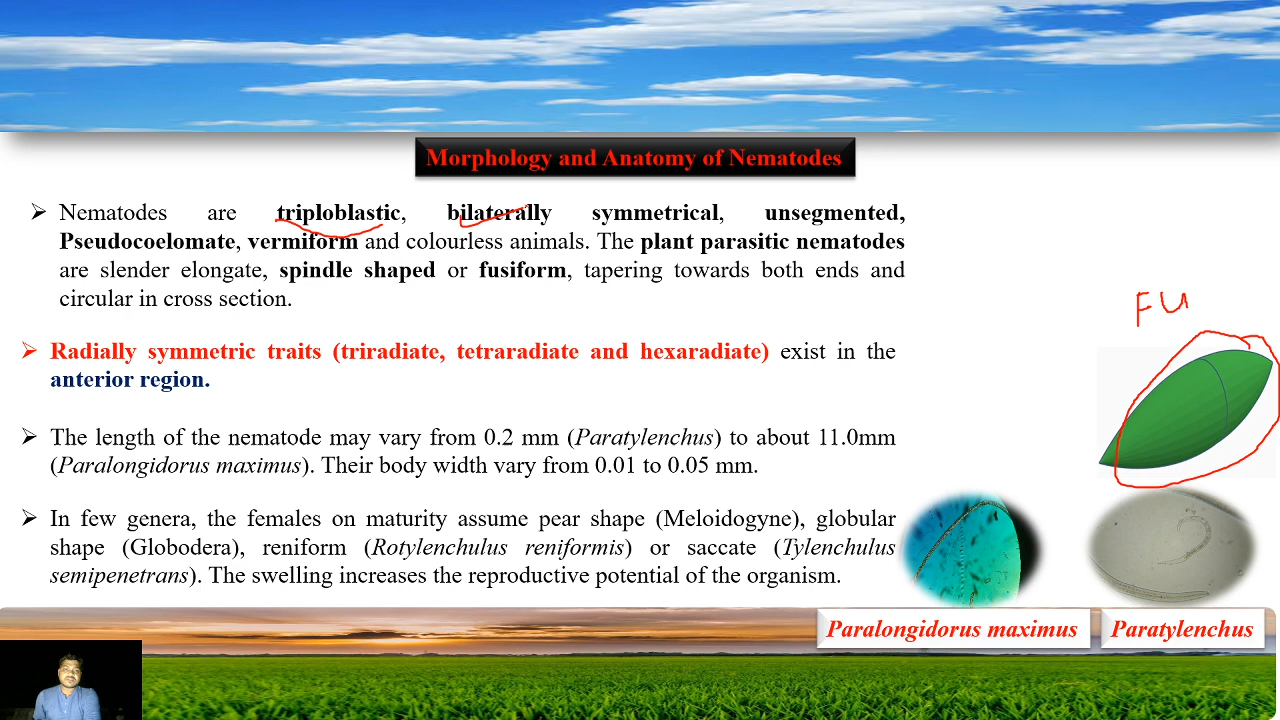 Morphology and Anatomy of Nematodes
➢ Nematodes are triploblastic, bilaterally symmetrical, unsegmented,
Pseudocoelomate, vermiform and colourless animals. The plant parasitic nematodes
are slender elongate, spindle shaped or fusiform, tapering towards both ends and
circular in cross section.
FU
➢ Radially symmetric traits (triradiate, tetraradiate and hexaradiate) exist in the
anterior region.
➢ The length of the nematode may vary from 0.2 mm (Paratylenchus) to about 11.0mm
(Paralongidorus maximus). Their body width vary from 0.01 to 0.05 mm.
➢ In few genera, the females on maturity assume pear shape (Meloidogyne), globular
shape (Globodera), reniform (Rotylenchulus reniformis) or saccate (Tylenchulus
semipenetrans). The swelling increases the reproductive potential of the organism.
Paralongidorus maximus
Paratylenchus